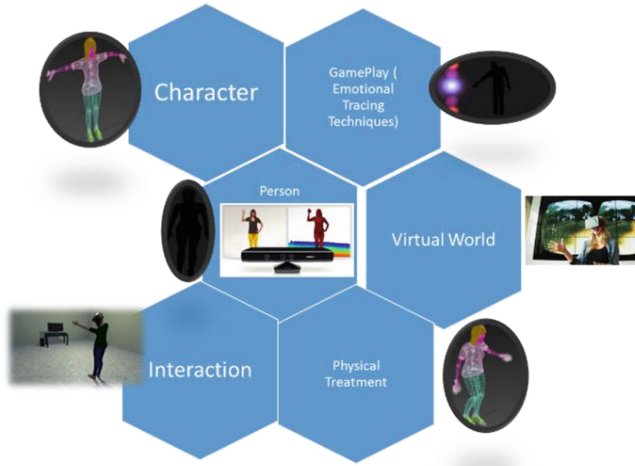 Character
GamePlay (
Emotional
Tracing
Techniques)
Person
Virtual World
Interaction
Physical
Treatment